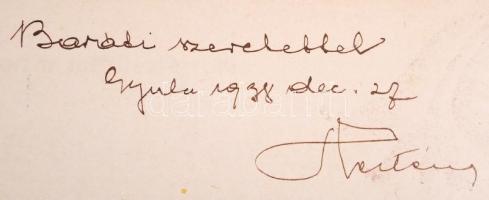 Baráti szeretettel
Gyula 1938 dec. 27